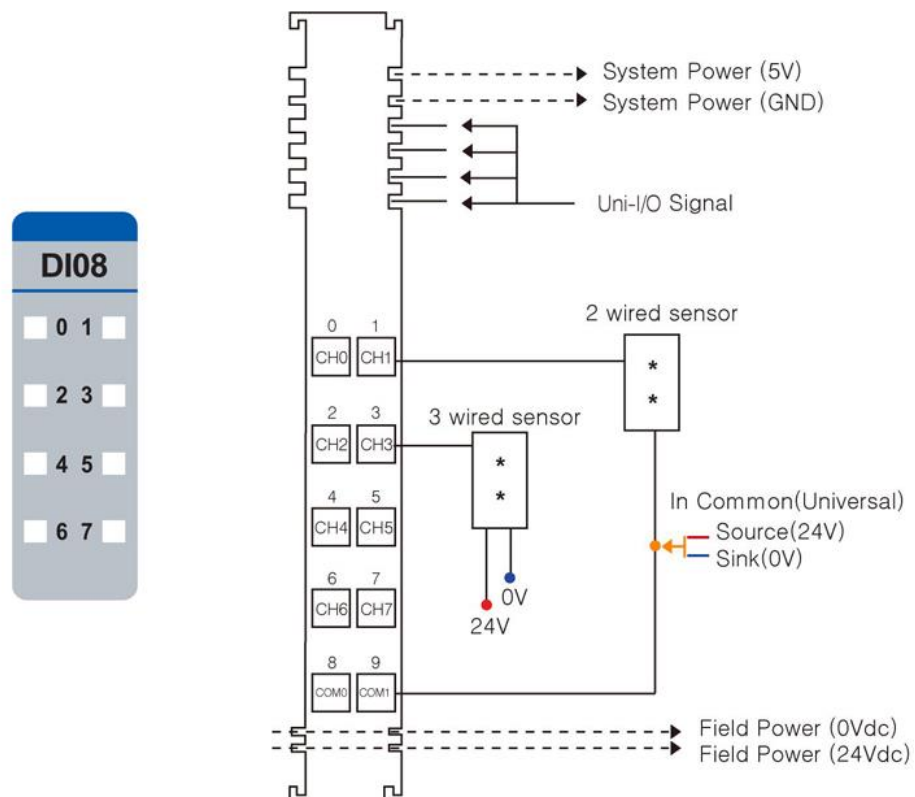 DI08
0 1
2 3
4 5
6 7
System Power (5V)
System Power (GND)
Uni-I/O Signal
0 1
CH0 CH1
2 3
CH2 CH3
4 5
CH4 CH5
6 7
CH6 CH7
8 9
COM0 COM1
2 wired sensor
*
*
3 wired sensor
*
*
0V
24V
In Common(Universal)
Source(24V)
Sink(0V)
Field Power (0Vdc)
Field Power (24Vdc)